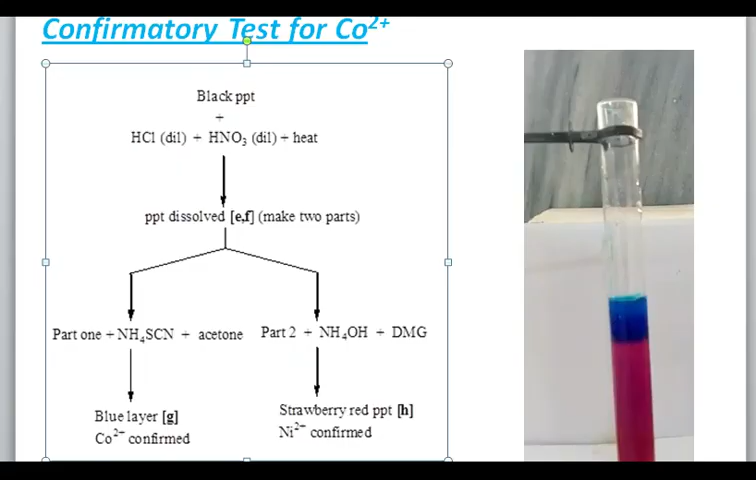 Confirmatory Test for Co²⁺
Black ppt
+
HCl (dil) + HNO₃ (dil) + heat
ppt dissolved [e,f] (make two parts)
Part one + NH₄SCN + acetone
Part 2 + NH₄OH + DMG
Blue layer [g]
Co²⁻ confirmed
Strawberry red ppt [h]
Ni²⁻ confirmed